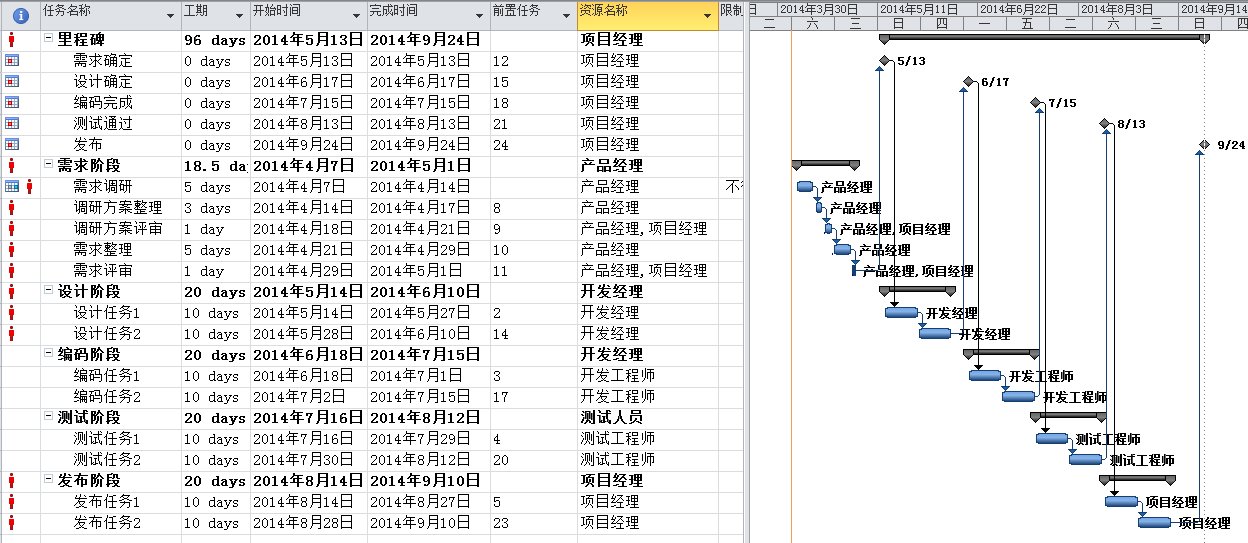 任务名称 工期 开始时间 完成时间 前置任务 资源名称 限制 2014年3月30日 2014年5月11日 2014年6月22日 2014年8月3日 2014年9月14
二 六 三 日 四 一 五 二 六 三 日 四
里程碑 96 days 2014年5月13日 2014年9月24日 项目经理
需求确定 0 days 2014年5月13日 2014年5月13日 12 项目经理 5/13
设计确定 0 days 2014年6月17日 2014年6月17日 15 项目经理 6/17
编码完成 0 days 2014年7月15日 2014年7月15日 18 项目经理 7/15
测试通过 0 days 2014年8月13日 2014年8月13日 21 项目经理 8/13
发布 0 days 2014年9月24日 2014年9月24日 24 项目经理 9/24
需求阶段 18.5 da 2014年4月7日 2014年5月1日 产品经理
需求调研 5 days 2014年4月7日 2014年4月14日 产品经理 产品经理
调研方案整理 3 days 2014年4月14日 2014年4月17日 8 产品经理 产品经理
调研方案评审 1 day 2014年4月18日 2014年4月21日 9 产品经理,项目经理 产品经理,项目经理
需求整理 5 days 2014年4月21日 2014年4月29日 10 产品经理 产品经理
需求评审 1 day 2014年4月29日 2014年5月1日 11 产品经理,项目经理 产品经理,项目经理
设计阶段 20 days 2014年5月14日 2014年6月10日 开发经理
设计任务1 10 days 2014年5月14日 2014年5月27日 2 开发经理 开发经理
设计任务2 10 days 2014年5月28日 2014年6月10日 14 开发经理 开发经理
编码阶段 20 days 2014年6月18日 2014年7月15日 开发经理
编码任务1 10 days 2014年6月18日 2014年7月1日 3 开发工程师 开发工程师
编码任务2 10 days 2014年7月2日 2014年7月15日 17 开发工程师 开发工程师
测试阶段 20 days 2014年7月16日 2014年8月12日 测试人员
测试任务1 10 days 2014年7月16日 2014年7月29日 4 测试工程师 测试工程师
测试任务2 10 days 2014年7月30日 2014年8月12日 20 测试工程师 测试工程师
发布阶段 20 days 2014年8月14日 2014年9月10日 项目经理
发布任务1 10 days 2014年8月14日 2014年8月27日 5 项目经理 项目经理
发布任务2 10 days 2014年8月28日 2014年9月10日 23 项目经理 项目经理